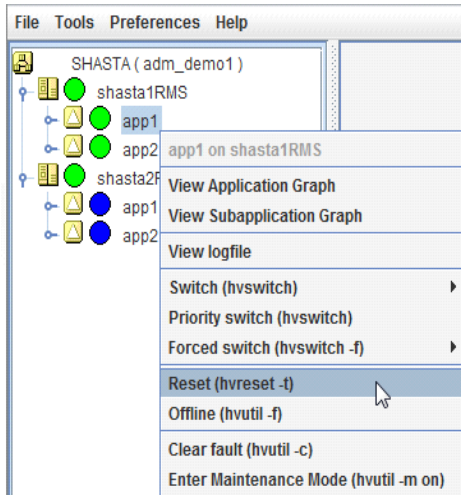 File Tools Preferences Help
SHASTA ( adm_demo1 )
shasta1RMS
app1
app2
shasta2
app1
app2
app1 on shasta1RMS
View Application Graph
View Subapplication Graph
View logfile
Switch (hvswitch)
Priority switch (hvswitch)
Forced switch (hvswitch -f)
Reset (hvreset -t)
Offline (hvutil -f)
Clear fault (hvutil -c)
Enter Maintenance Mode (hvutil -m on)